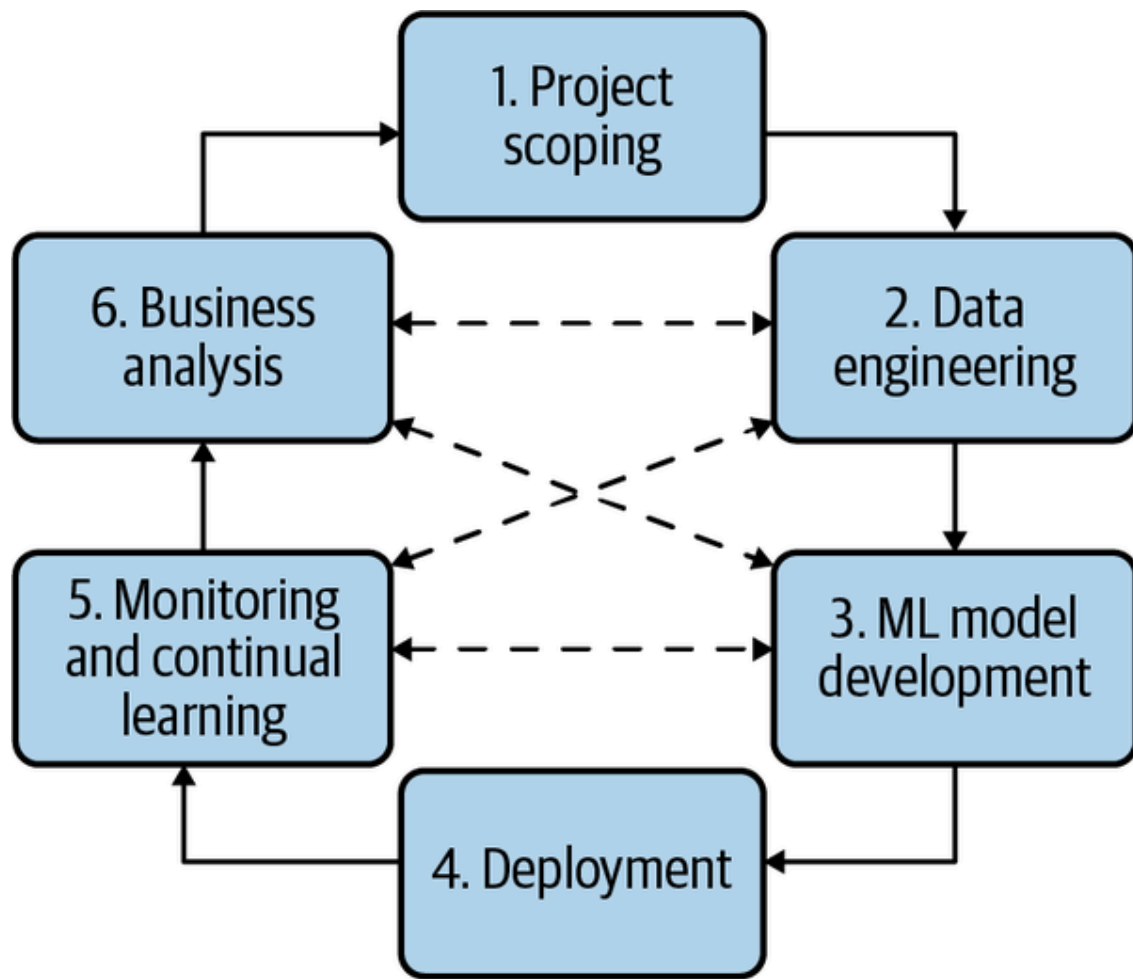 1. Project
scoping
2. Data
engineering
3. ML model
development
4. Deployment
5. Monitoring
and continual
learning
6. Business
analysis